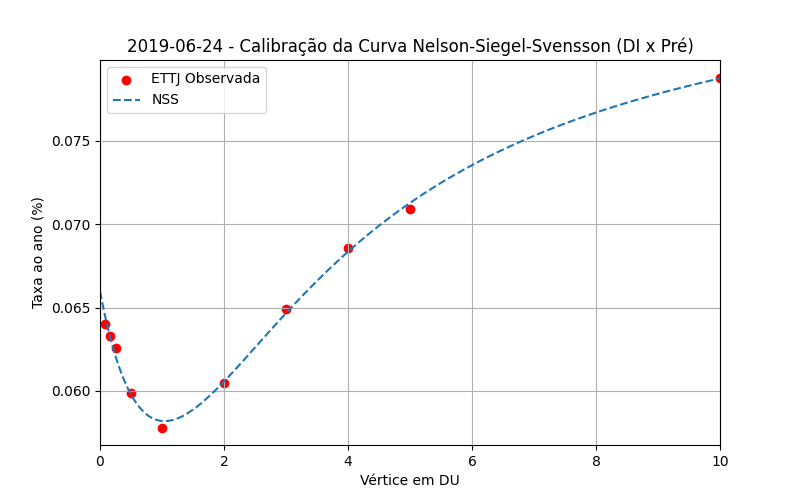 2019-06-24 - Calibração da Curva Nelson-Siegel-Svensson (DI x Pré)
ETTJ Observada
NSS
Taxa ao ano (%)
0.075
0.070
0.065
0.060
0 2 4 6 8 10
Vértice em DU